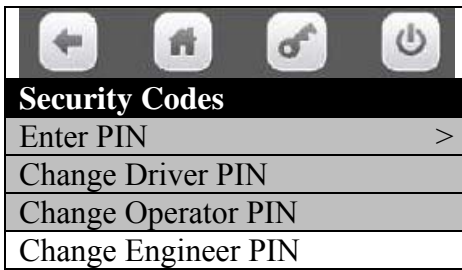 Security Codes
Enter PIN >
Change Driver PIN
Change Operator PIN
Change Engineer PIN